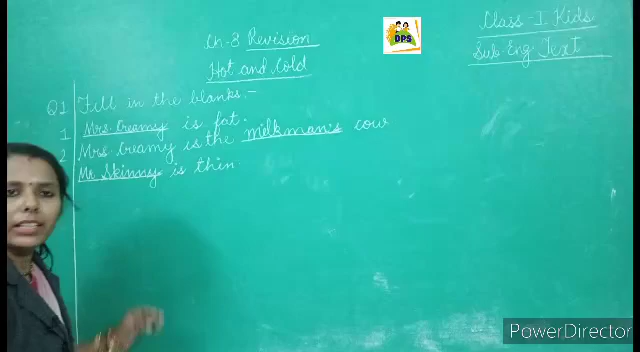 Ch-3 Revision
Hot and Cold
DPS
Class-I Kids
Sub Eng. Text
Q1 Fill in the blanks.-
1 Mrs. Creamy is fat.
2 Mrs. Creamy is the milkman's cow
Mr Skinny is thin.
PowerDirector